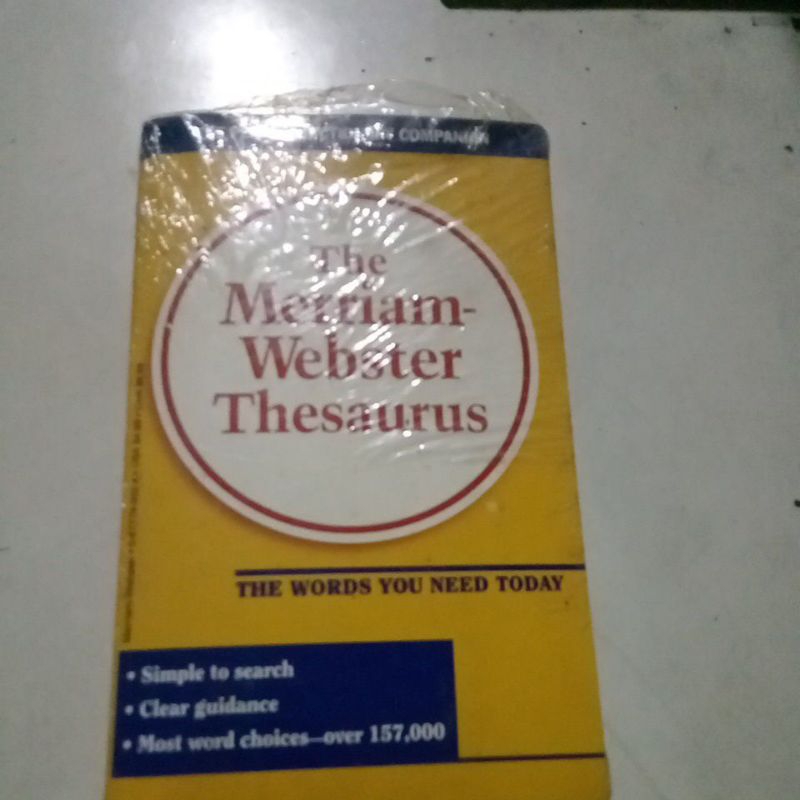 COMPANION
The
Merriam-
Webster
Thesaurus
THE WORDS YOU NEED TODAY
• Simple to search
• Clear guidance
• Most word choices—over 157,000